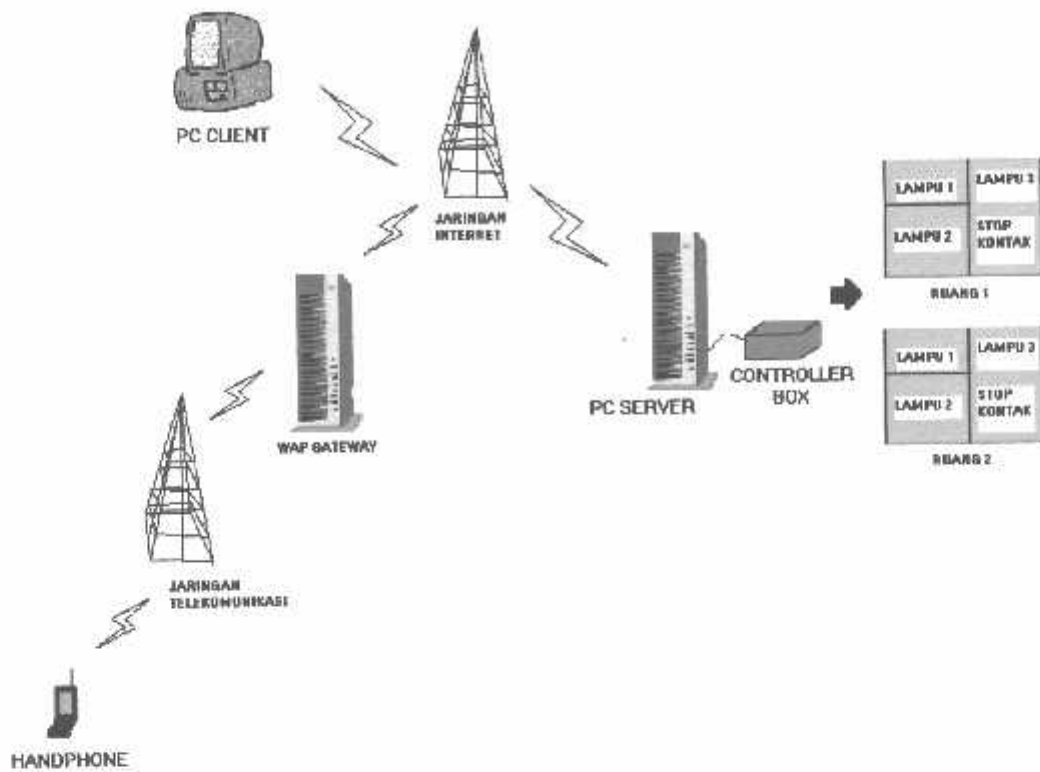 PC CLIENT
JARINGAN
INTERNET
LAMPU 1
LAMPU 3
LAMPU 2
STOP
KONTAK
RUANG 1
LAMPU 1
LAMPU 3
LAMPU 2
STOP
KONTAK
RUANG 2
PC SERVER
CONTROLLER
BOX
WAP GATEWAY
JARINGAN
TELEKOMUNIKASI
HANDPHONE